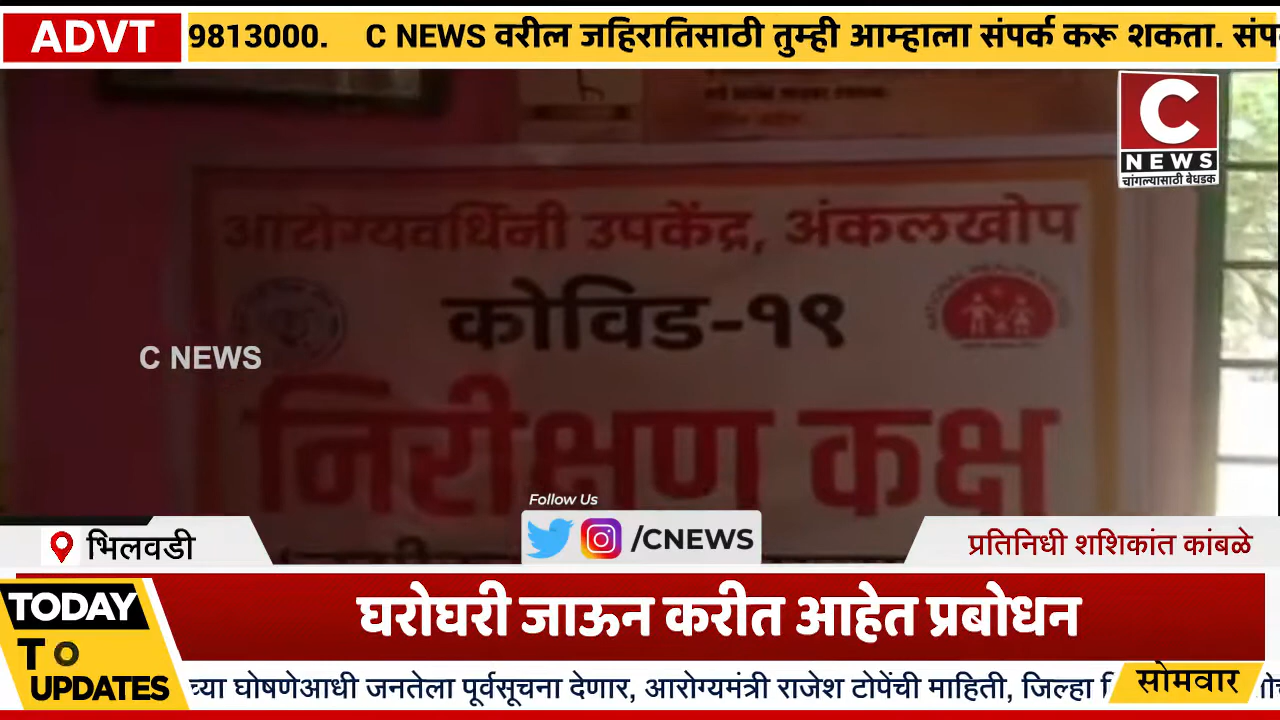 ADVT
9813000. C NEWS वरील जहिरातिसाठी तुम्ही आम्हाला संपर्क करू शकता.
C
NEWS
चांगल्यासाठी बेधडक
आरोग्यवर्धिनी उपकेंद्र, अंकलखोप
कोविड-१९
C NEWS
निरीक्षण कक्ष
Follow Us
/CNEWS
भिलवडी
प्रतिनिधी शशिकांत कांबळे
TODAY
TO
UPDATES
घरोघरी जाऊन करीत आहेत प्रबोधन
च्या घोषणेआधी जनतेला पूर्वसूचना देणार, आरोग्यमंत्री राजेश टोपेंची माहिती, जिल्हा
सोमवार